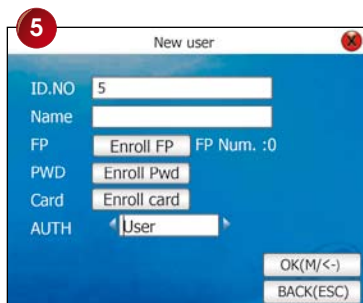 5
New user
ID.NO 5
Name
FP Enroll FP FP Num. :0
PWD Enroll Pwd
Card Enroll card
AUTH User
OK(M/<-)
BACK(ESC)